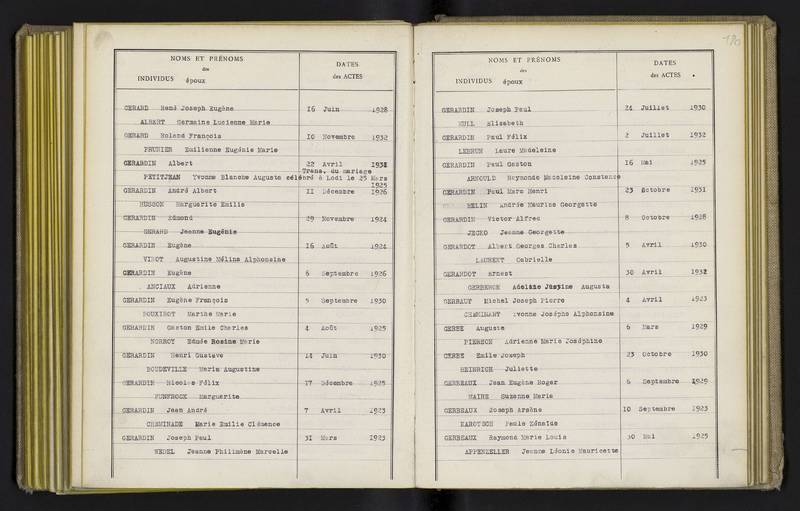 NOMS ET PRÉNOMS
des
INDIVIDUS époux
DATES
des ACTES
GERARD René Joseph Eugène 16 Juin 1928
ALBERT Germaine Lucienne Marie
GERARD Roland François 10 Novembre 1932
PRUNIER Emilienne Eugénie Marie
GERARDIN Albert 22 Avril 1931
Trans. du mariage
PETITJEAN Yvonne Blanche Augusta célébré à Lodi le 25 Mars
1925
GERARDIN André Albert 11 Décembre 1926
HUSSON Marguerite Emilie
GERARDIN Edmond 29 Novembre 1924
GERARD Jeanne Eugénie
GERARDIN Eugène 16 Août 1924
VIDOT Augustine Mélina Alphonsine
GERARDIN Eugène 6 Septembre 1926
ANCIAUX Adrienne
GERARDIN Eugène François 5 Septembre 1930
BOUXIROT Marthe Marie
GERARDIN Gaston Emile Charles 4 Août 1925
NORROY Edmée Rosine Marie
GERARDIN Henri Gustave 14 Juin 1930
BOUDEVILLE Marie Augustine
GERARDIN Nicolas Félix 17 Décembre 1925
FUNFROCK Marguerite
GERARDIN Jean André 7 Avril 1923
CHEMINADE Marie Emilie Clémence
GERARDIN Joseph Paul 31 Mars 1923
WEDEL Jeanne Philimène Marcelle
190
NOMS ET PRÉNOMS
des
INDIVIDUS époux
DATES
des ACTES
GERARDIN Joseph Paul 24 Juillet 1930
Elisabeth
GERARDIN Paul Félix 2 Juillet 1932
LEBRUN Laure Madeleine
GERARDIN Paul Gaston 16 Mai 1925
ARNOULD Raymonde Madeleine Constance
GERARDIN Paul Marc Henri 23 Octobre 1931
BELIN Andrée Maurine Georgette
GERARDIN Victor Alfred 8 Octobre 1928
JECKO Jeanne Georgette
GERARDOT Albert Georges Charles 5 Avril 1930
LAURENT Gabrielle
GERARDOT Ernest 30 Avril 1932
GERBERON Adeline Augusta
GERBAUT Michel Joseph Pierre 4 Avril 1923
CHEMINANT Yvonne Josépho Alphonsine
GERBE Auguste 6 Mars 1929
PIERSON Adrienne Marie Joséphine
GERBE Emile Joseph 23 Octobre 1930
HEINRICH Juliette
GERBEAUX Jean Eugène Roger 6 Septembre 1929
MAIRE Suzanne Marie
GERBEAUX Joseph Arsène 10 Septembre 1923
KAROTSCH Paule Zénaïde
GERBEAUX Raymond Marie Louis 30 Mai 1925
APPENZELLER Jeanne Léonie Mauricette